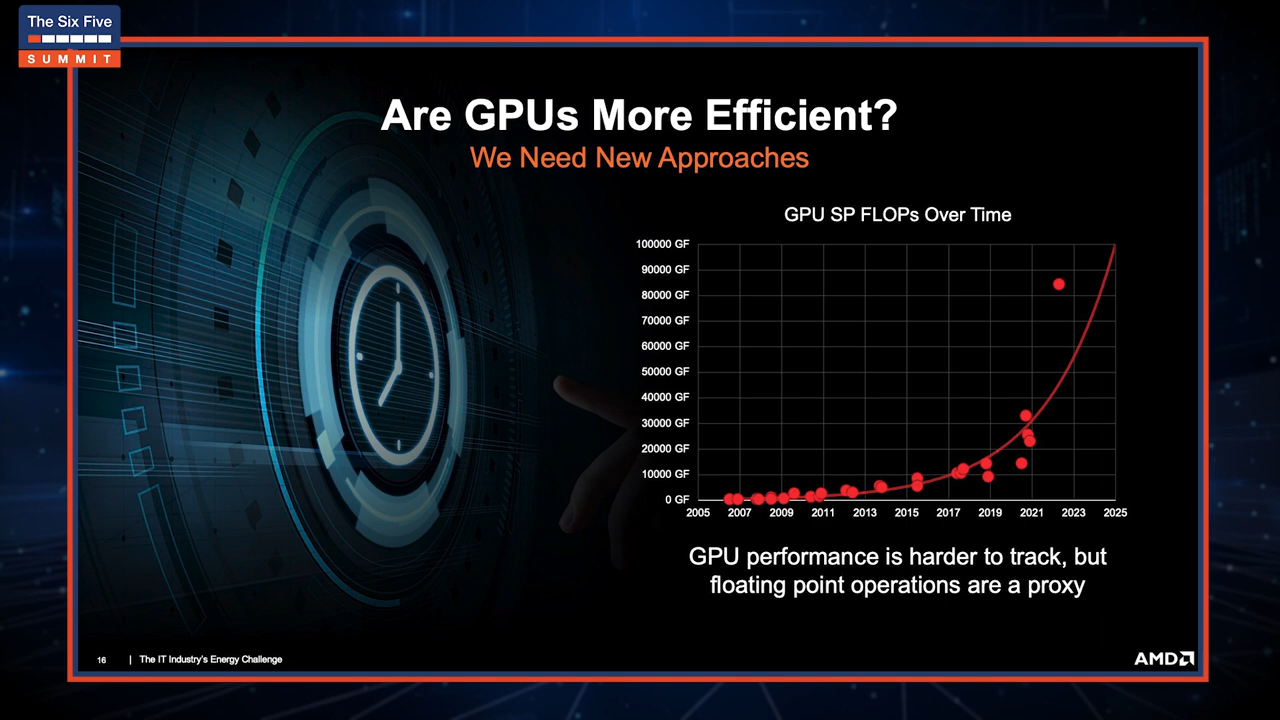 The Six Five
SUMMIT
Are GPUs More Efficient?
We Need New Approaches
GPU SP FLOPs Over Time
100000 GF
90000 GF
80000 GF
70000 GF
60000 GF
50000 GF
40000 GF
30000 GF
20000 GF
10000 GF
0 GF
2005 2007 2009 2011 2013 2015 2017 2019 2021 2023 2025
GPU performance is harder to track, but
floating point operations are a proxy
16 | The IT Industry's Energy Challenge
AMD